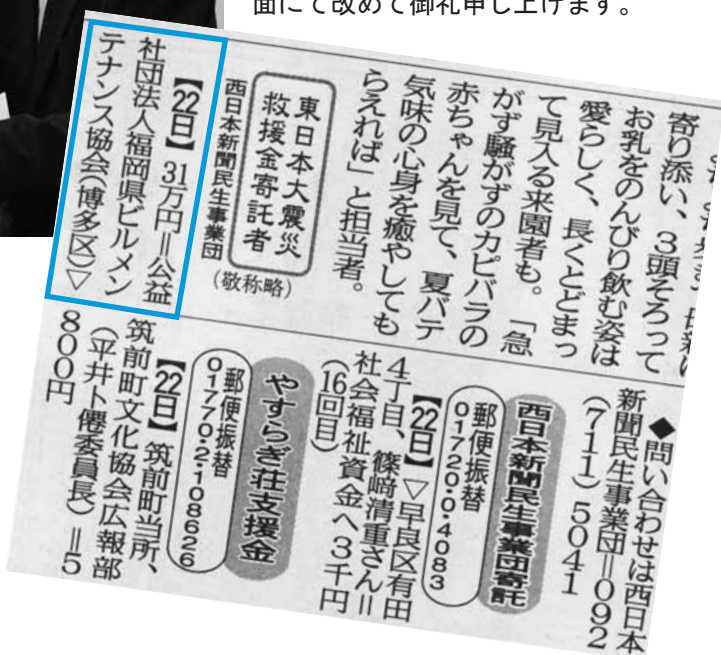 面にて改めて御礼申し上げます。
寄り添い、３頭そろって
お乳をのんびり飲む姿は
愛らしく、長くとどまっ
て見入る来園者も。「急
がず騒がずのカピバラの
赤ちゃんを見て、夏バテ
気味の心身を癒やしても
らえれば」と担当者。
東日本大震災
救援金寄託者
西日本新聞民生事業団
(敬称略)
【22日】31万円＝公益
社団法人福岡県ビルメン
テナンス協会(博多区)▽
◆問い合わせは西日本
新聞民生事業団＝092
(711)5041
西日本新聞民生事業団寄託
郵便振替
01720・0・4083
【22日】▽早良区有田
4丁目、篠﨑清重さん＝
社会福祉資金へ3千円
(16回目)
やすらぎ荘支援金
郵便振替
01770・2・108626
【22日】筑前町当所、
筑前町文化協会広報部
(平井ト僊委員長)＝5
800円